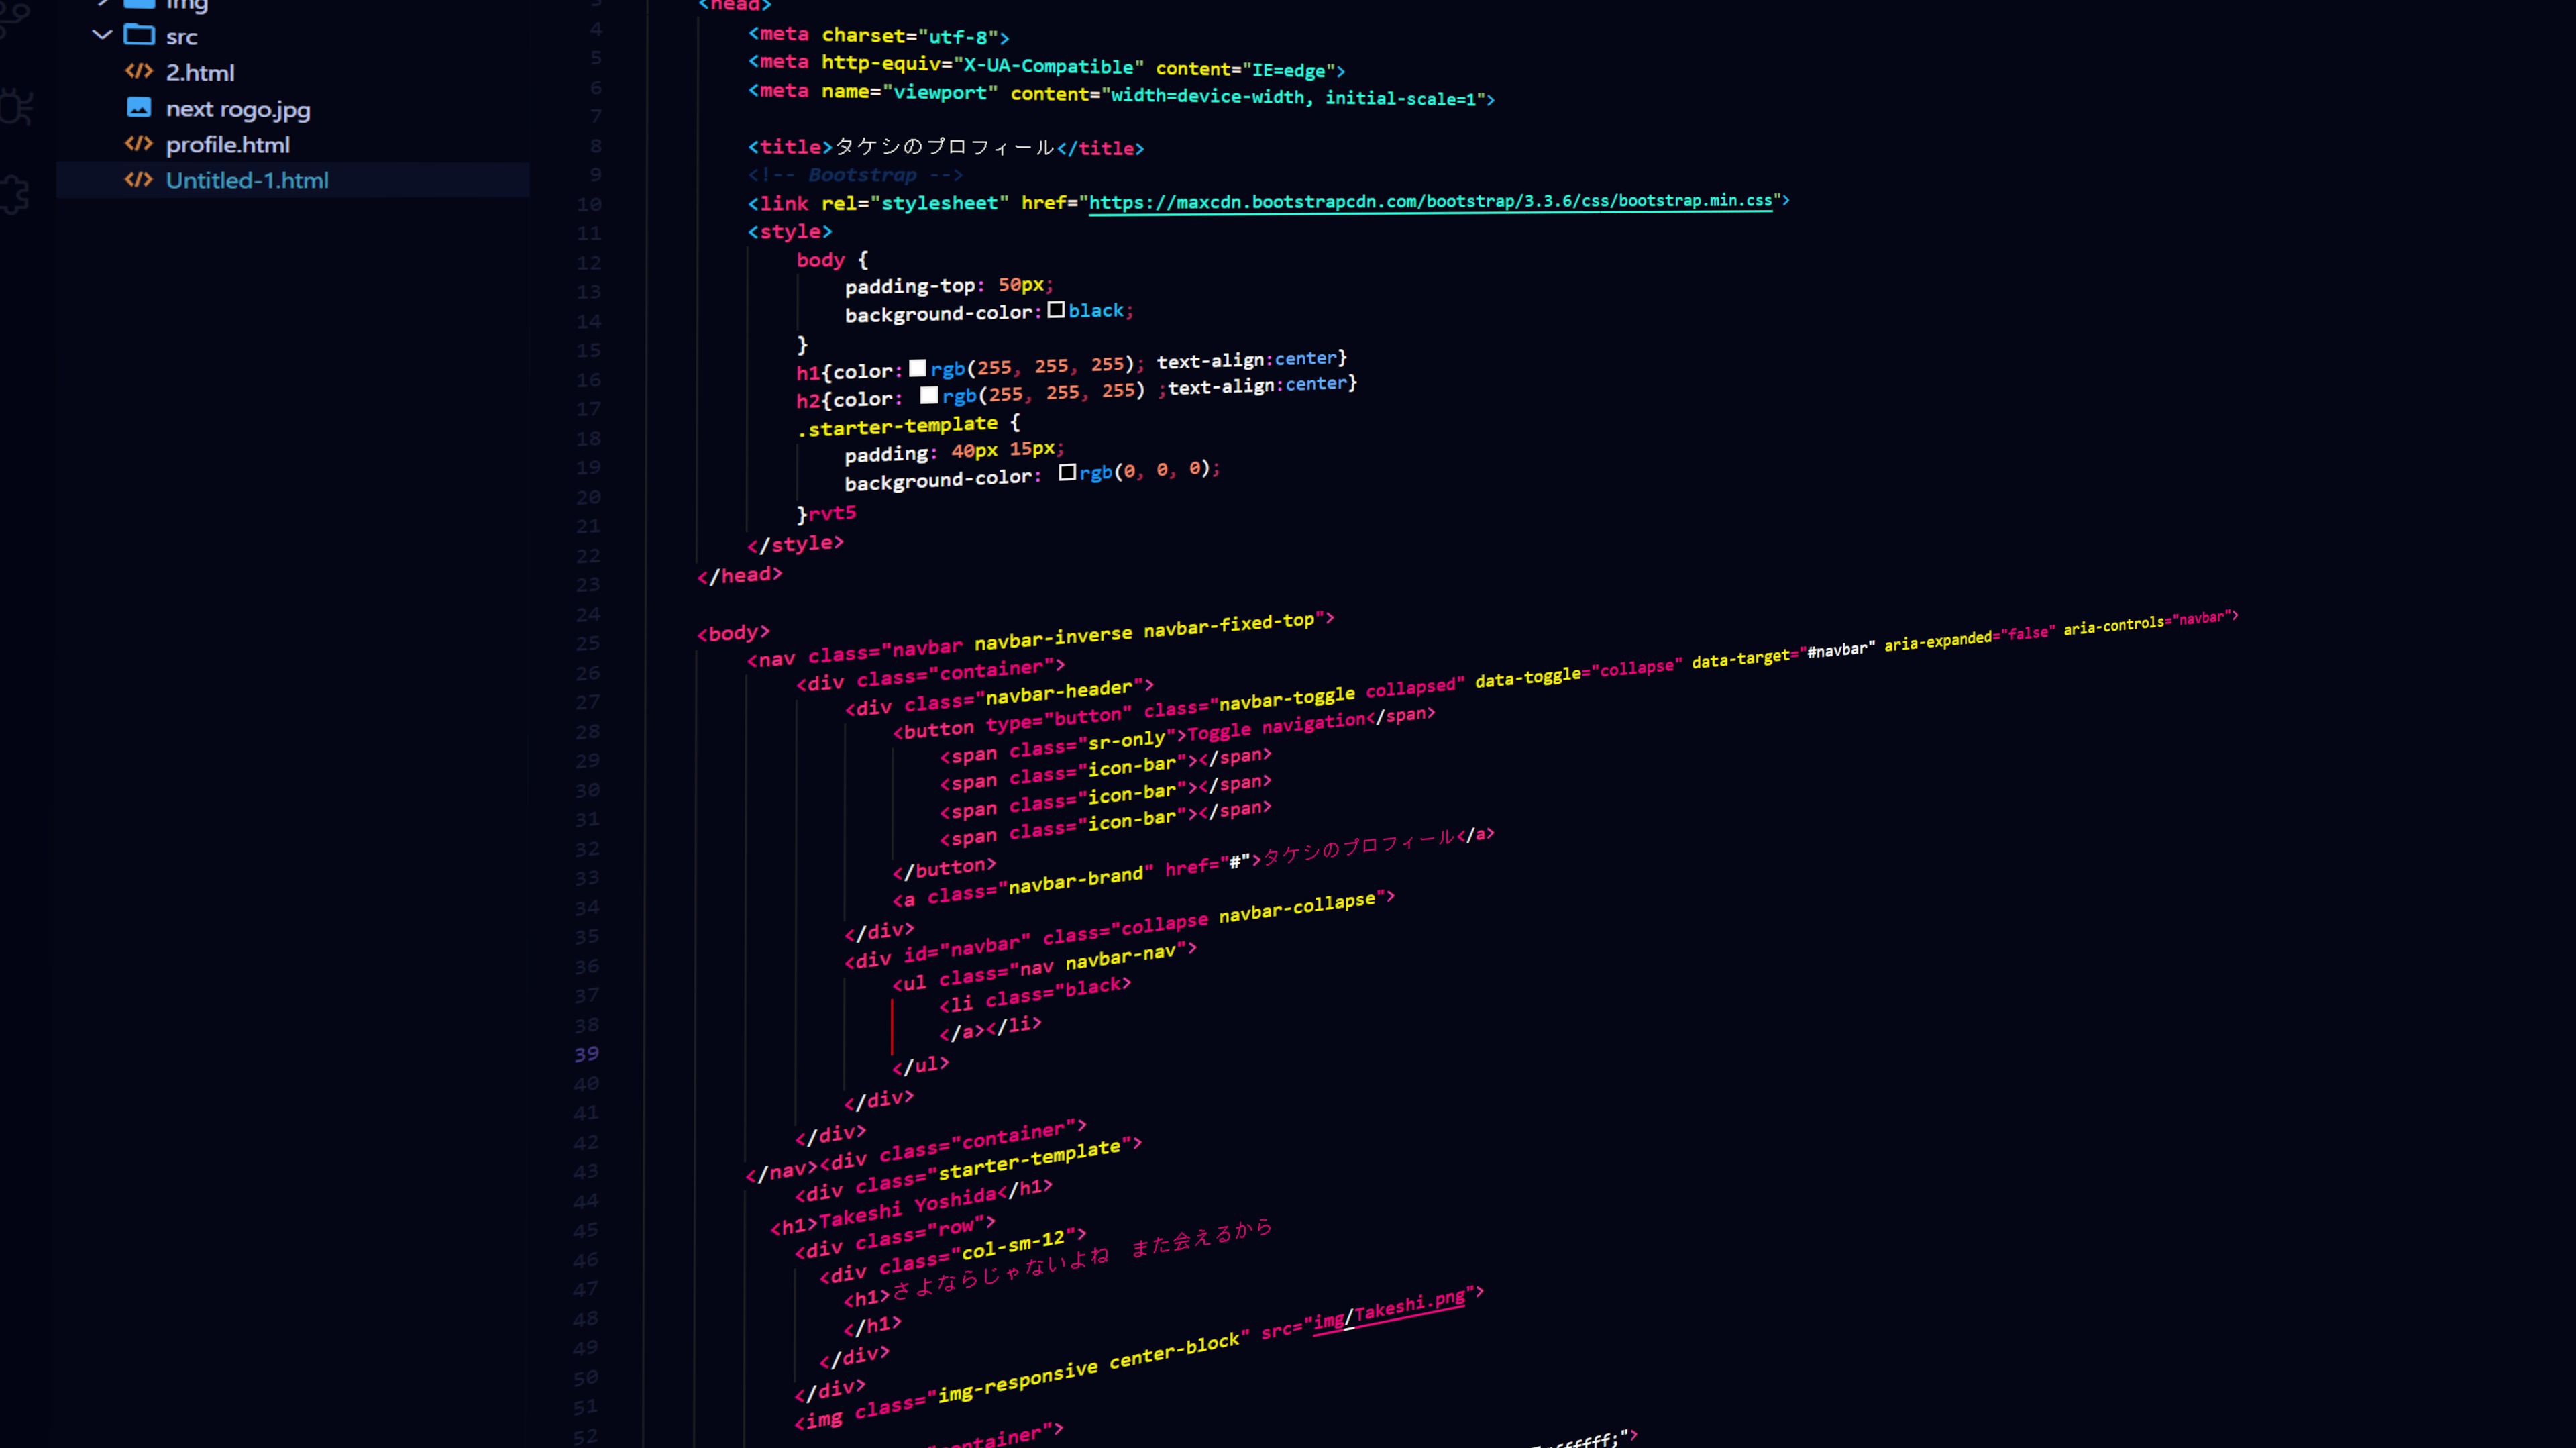 img
src
2.html
next rogo.jpg
profile.html
Untitled-1.html
3 <head>
4 <meta charset="utf-8">
5 <meta http-equiv="X-UA-Compatible" content="IE=edge">
6 <meta name="viewport" content="width=device-width, initial-scale=1">
7
8 <title>タケシのプロフィール</title>
9 <!-- Bootstrap -->
10 <link rel="stylesheet" href="https://maxcdn.bootstrapcdn.com/bootstrap/3.3.6/css/bootstrap.min.css">
11 <style>
12 body {
13 padding-top: 50px;
14 background-color: black;
15 }
16 h1{color: rgb(255, 255, 255); text-align:center}
17 h2{color: rgb(255, 255, 255) ;text-align:center}
18 .starter-template {
19 padding: 40px 15px;
20 background-color: rgb(0, 0, 0);
21 }rvt5
22 </style>
23 </head>
24
25 <body>
26 <nav class="navbar navbar-inverse navbar-fixed-top">
27 <div class="container">
28 <div class="navbar-header">
29 <button type="button" class="navbar-toggle collapsed" data-toggle="collapse" data-target="#navbar" aria-expanded="false" aria-controls="navbar">
30 <span class="sr-only">Toggle navigation</span>
31 <span class="icon-bar"></span>
32 <span class="icon-bar"></span>
33 <span class="icon-bar"></span>
34 </button>
35 <a class="navbar-brand" href="#">タケシのプロフィール</a>
36 </div>
37 <div id="navbar" class="collapse navbar-collapse">
38 <ul class="nav navbar-nav">
39 <li class="black>
40 </a></li>
41 </ul>
42 </div>
43 </div>
44 </nav><div class="container">
45 <div class="starter-template">
46 <h1>Takeshi Yoshida</h1>
47 <div class="row">
48 <div class="col-sm-12">
49 <h1>さよならじゃないよね　また会えるから
50 </h1>
51 </div>
52 </div>
<img class="img-responsive center-block" src="img/Takeshi.png">